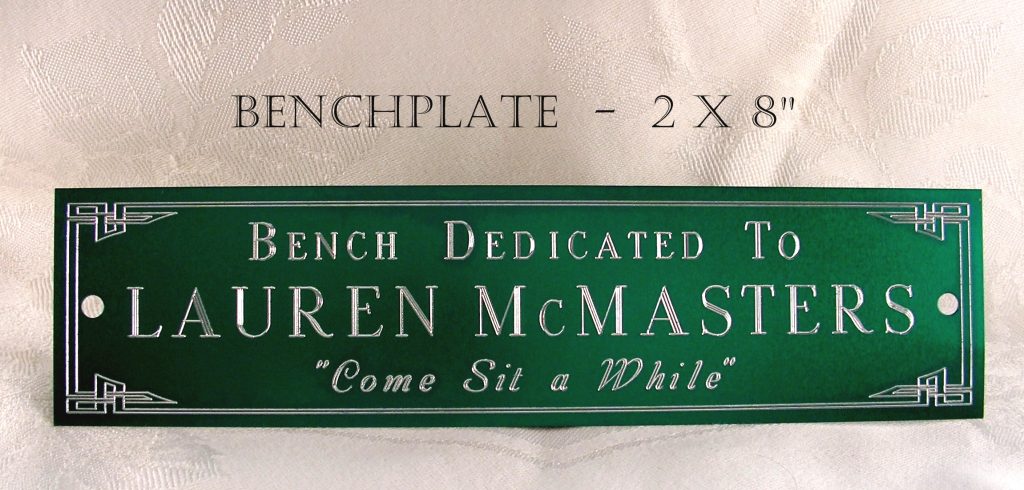 BENCHPLATE - 2 X 8"
BENCH DEDICATED TO
LAUREN McMASTERS
"Come Sit a While"